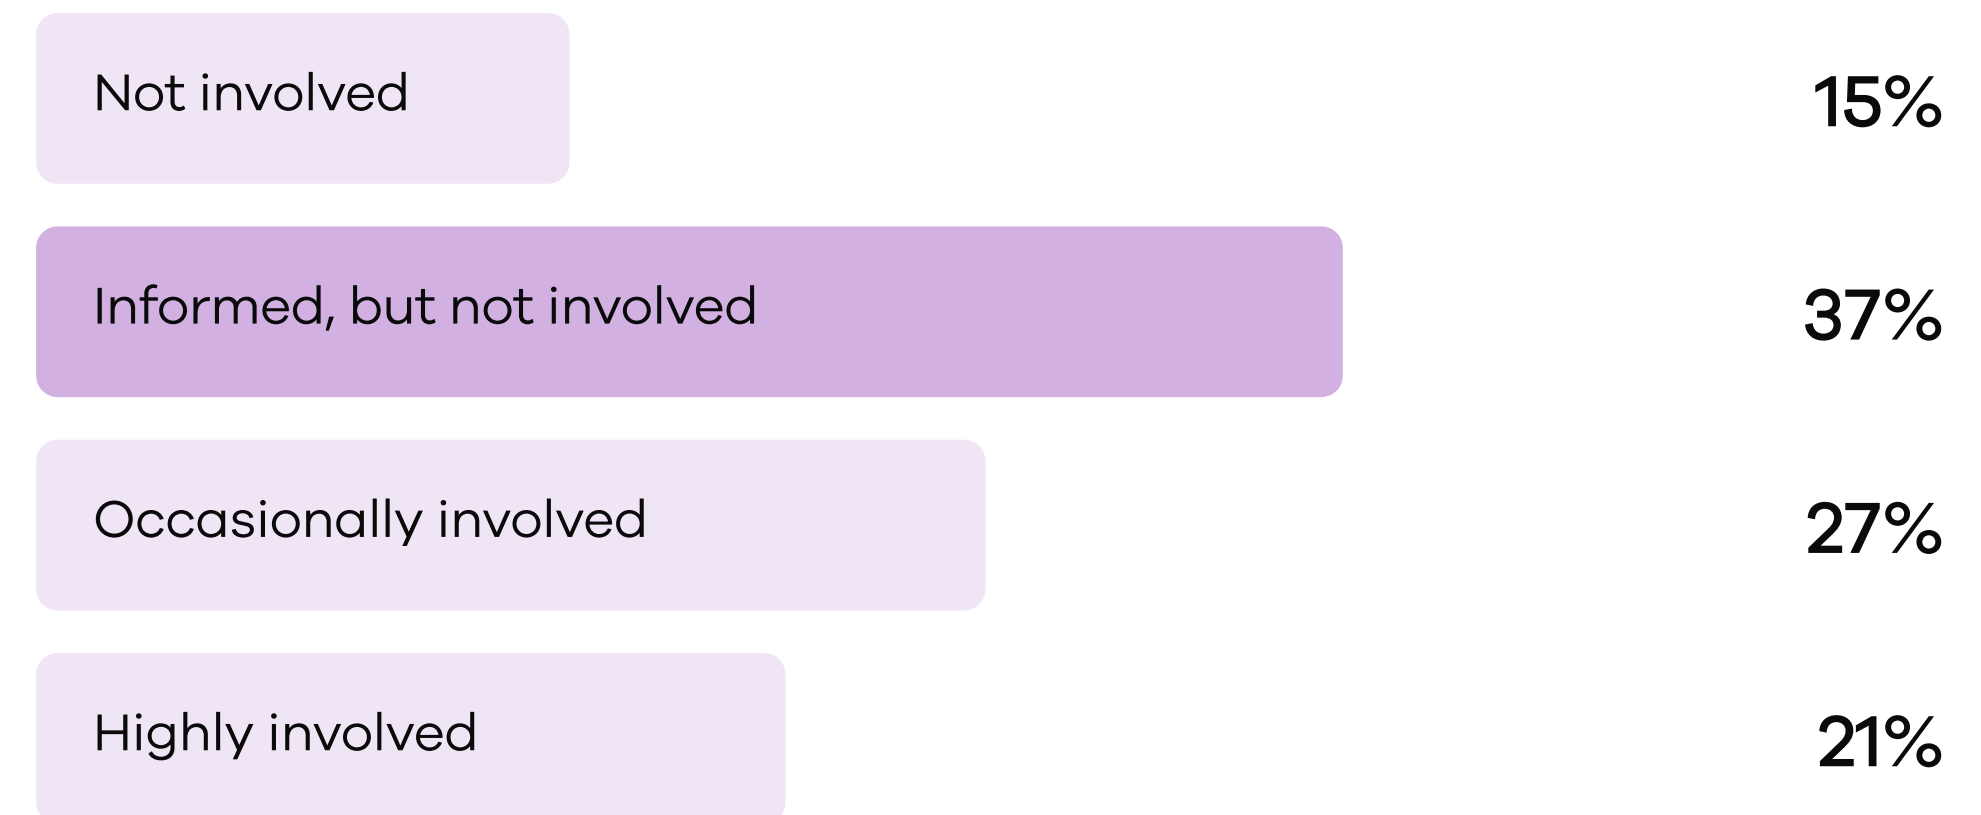 Not involved 15%
Informed, but not involved 37%
Occasionally involved 27%
Highly involved 21%